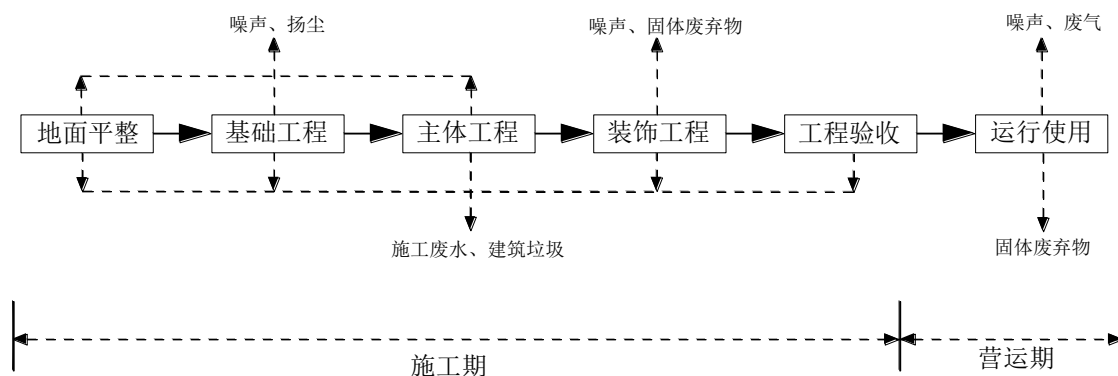 噪声、扬尘
噪声、固体废弃物
噪声、废气
地面平整
基础工程
主体工程
装饰工程
工程验收
运行使用
施工废水、建筑垃圾
固体废弃物
施工期
营运期